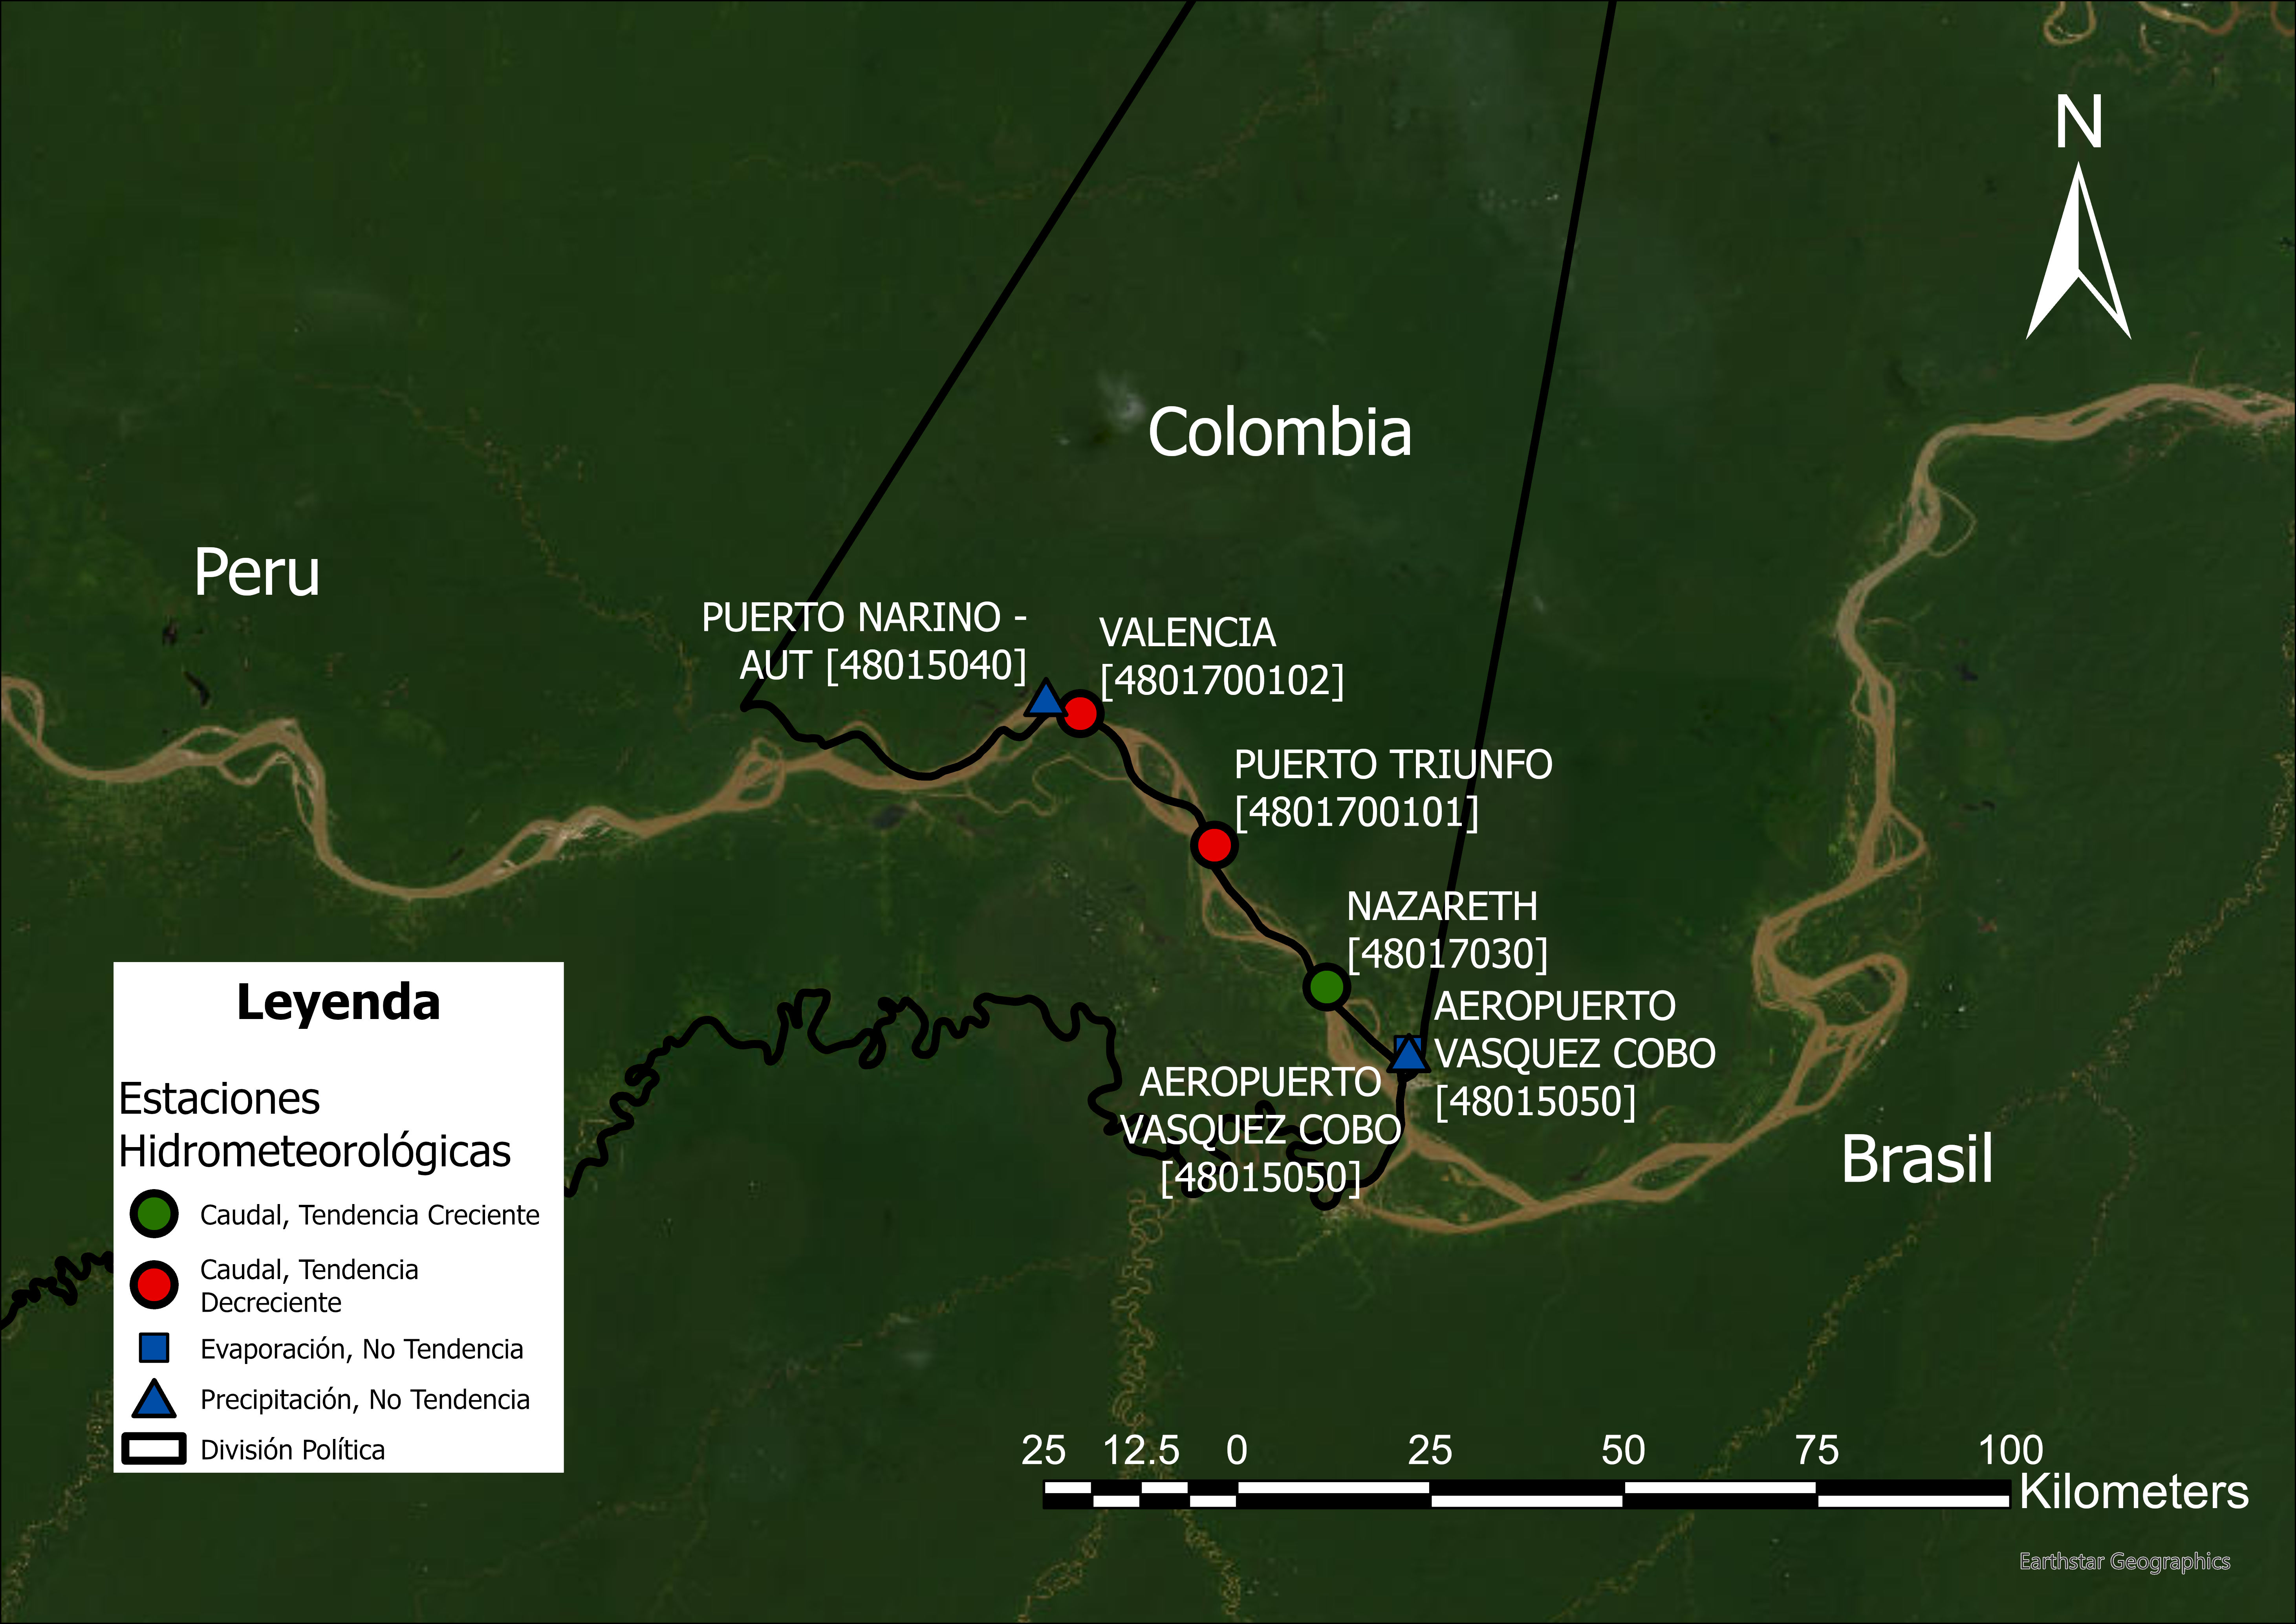 N
Colombia
Peru
PUERTO NARINO -
AUT [48015040]
VALENCIA
[4801700102]
PUERTO TRIUNFO
[4801700101]
NAZARETH
[48017030]
AEROPUERTO
VASQUEZ COBO
[48015050]
AEROPUERTO
VASQUEZ COBO
[48015050]
Brasil
Leyenda
Estaciones
Hidrometeorológicas
Caudal, Tendencia Creciente
Caudal, Tendencia
Decreciente
Evaporación, No Tendencia
Precipitación, No Tendencia
División Política
25 12.5 0 25 50 75 100
Kilometers
Earthstar Geographics